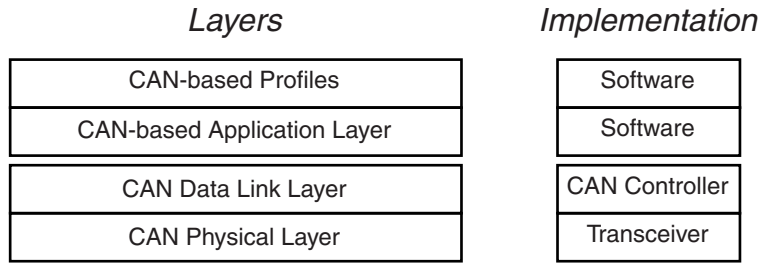 Layers
Implementation
CAN-based Profiles
Software
CAN-based Application Layer
Software
CAN Data Link Layer
CAN Controller
CAN Physical Layer
Transceiver